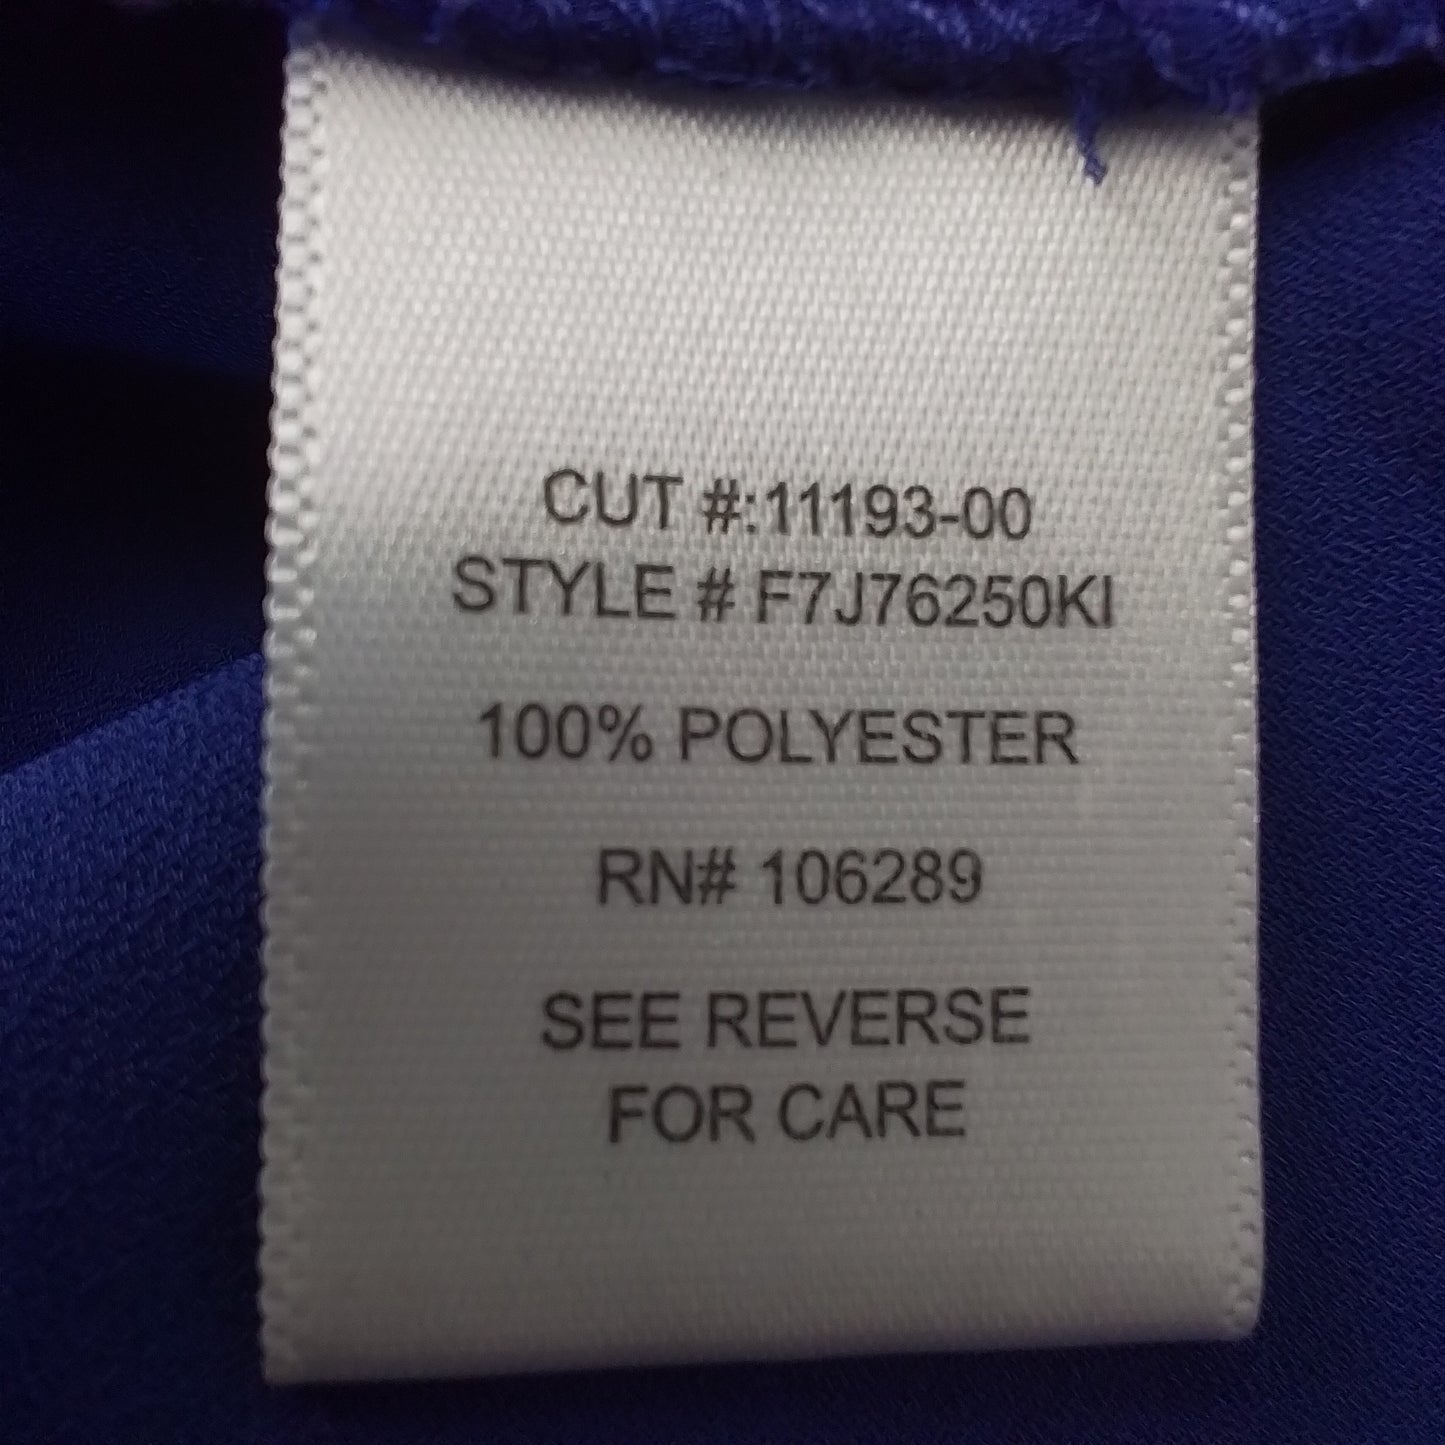 CUT #:11193-00
STYLE # F7J76250KI
100% POLYESTER
RN# 106289
SEE REVERSE
FOR CARE